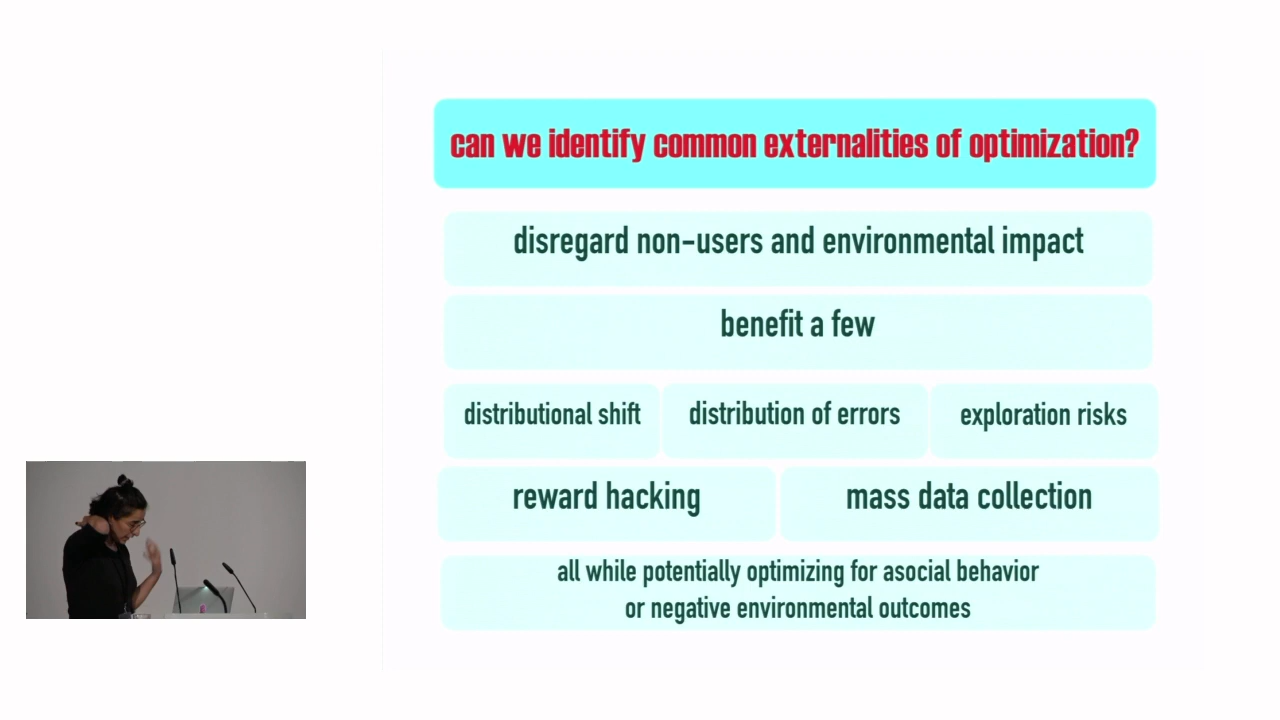 can we identify common externalities of optimization?
disregard non-users and environmental impact
benefit a few
distributional shift
distribution of errors
exploration risks
reward hacking
mass data collection
all while potentially optimizing for asocial behavior
or negative environmental outcomes